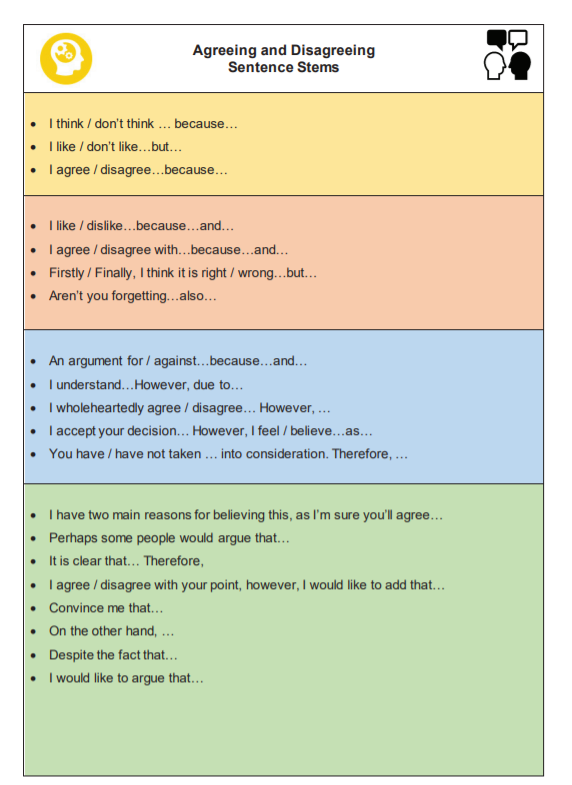 Agreeing and Disagreeing
Sentence Stems
• I think / don’t think … because…
• I like / don’t like…but…
• I agree / disagree…because…
• I like / dislike…because…and…
• I agree / disagree with…because…and…
• Firstly / Finally, I think it is right / wrong…but…
• Aren’t you forgetting…also…
• An argument for / against…because…and…
• I understand…However, due to…
• I wholeheartedly agree / disagree… However, …
• I accept your decision… However, I feel / believe…as…
• You have / have not taken … into consideration. Therefore, …
• I have two main reasons for believing this, as I’m sure you’ll agree…
• Perhaps some people would argue that…
• It is clear that… Therefore,
• I agree / disagree with your point, however, I would like to add that…
• Convince me that…
• On the other hand, …
• Despite the fact that…
• I would like to argue that…